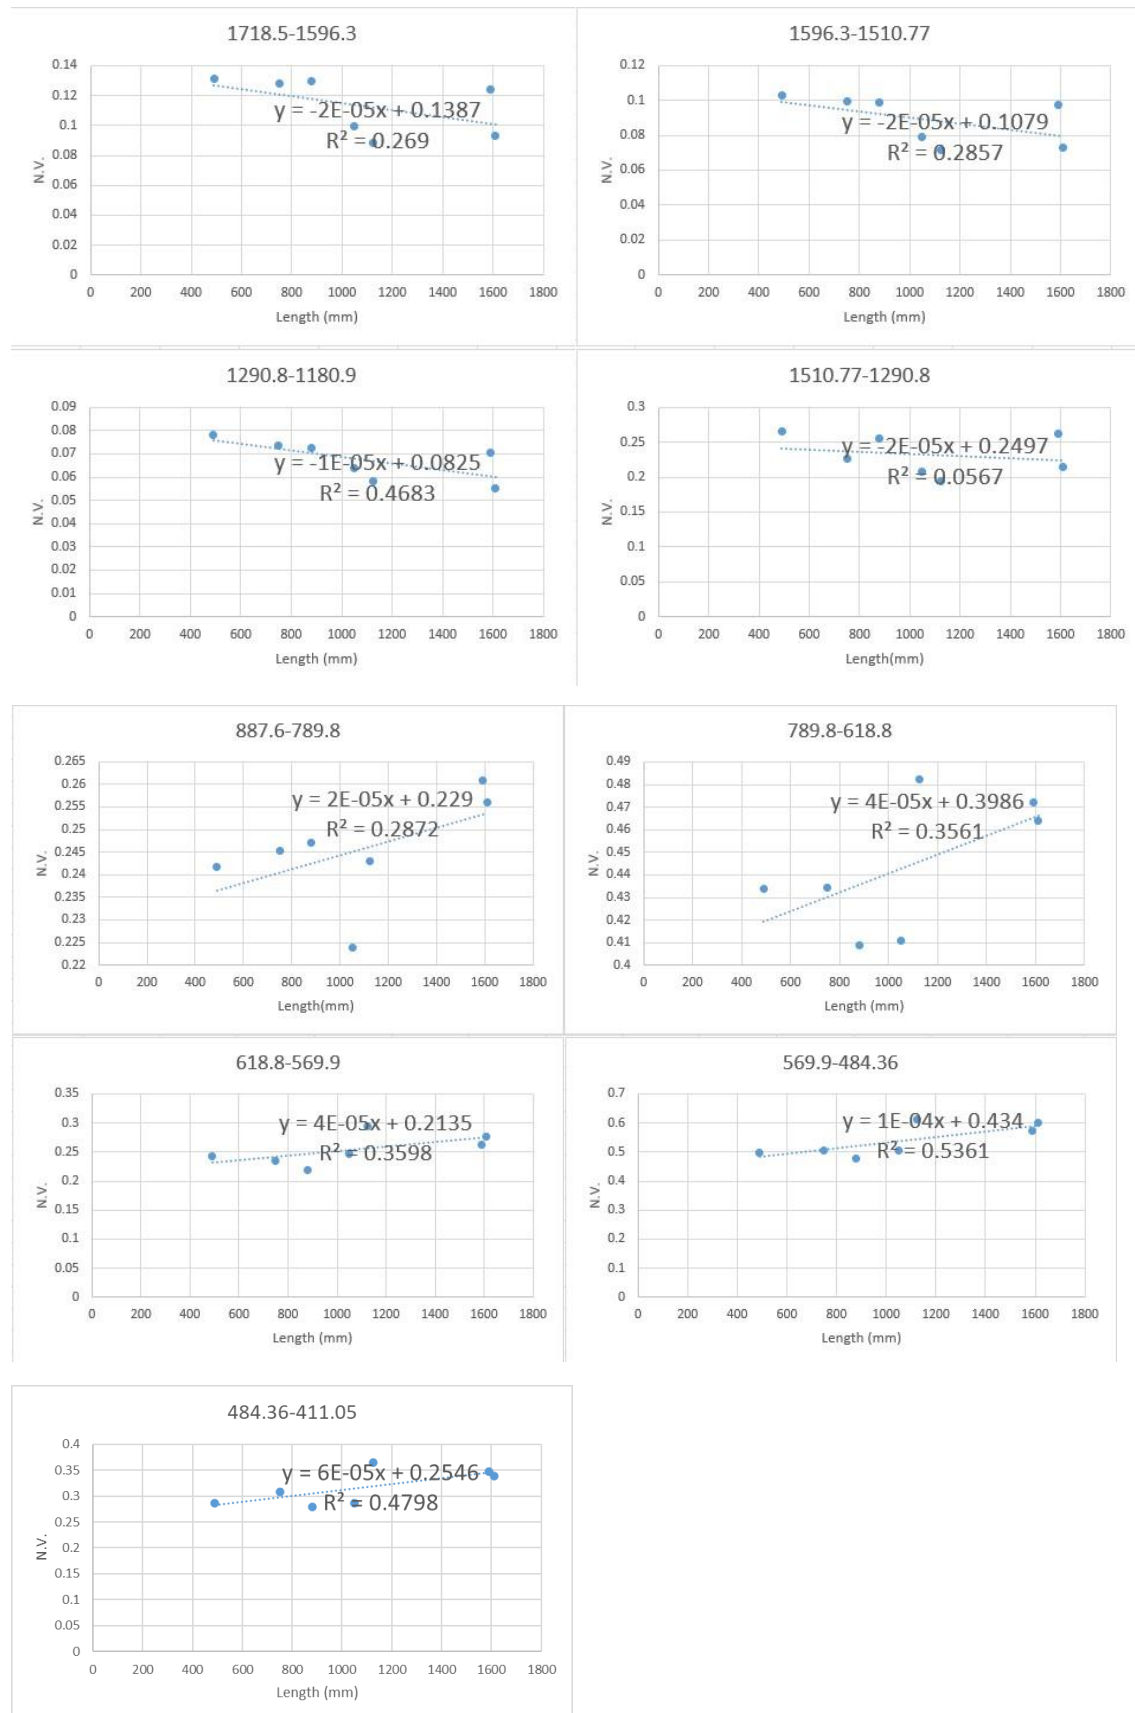 1718.5-1596.3
0.14
0.12
0.1
0.08
0.06
0.04
0.02
0
N.V.
y = -2E-05x + 0.1387
R² = 0.269
0 200 400 600 800 1000 1200 1400 1600 1800
Length (mm)
1596.3-1510.77
0.12
0.1
0.08
0.06
0.04
0.02
0
N.V.
y = -2E-05x + 0.1079
R² = 0.2857
0 200 400 600 800 1000 1200 1400 1600 1800
Length (mm)
1290.8-1180.9
0.09
0.08
0.07
0.06
0.05
0.04
0.03
0.02
0.01
0
N.V.
y = -1E-05x + 0.0825
R² = 0.4683
0 200 400 600 800 1000 1200 1400 1600 1800
Length (mm)
1510.77-1290.8
0.3
0.25
0.2
0.15
0.1
0.05
0
N.V.
y = -2E-05x + 0.2497
R² = 0.0567
0 200 400 600 800 1000 1200 1400 1600 1800
Length(mm)
887.6-789.8
0.265
0.26
0.255
0.25
0.245
0.24
0.235
0.23
0.225
0.22
N.V.
y = 2E-05x + 0.229
R² = 0.2872
0 200 400 600 800 1000 1200 1400 1600 1800
Length(mm)
789.8-618.8
0.49
0.48
0.47
0.46
0.45
0.44
0.43
0.42
0.41
0.4
N.V.
y = 4E-05x + 0.3986
R² = 0.3561
0 200 400 600 800 1000 1200 1400 1600 1800
Length (mm)
618.8-569.9
0.35
0.3
0.25
0.2
0.15
0.1
0.05
0
N.V.
y = 4E-05x + 0.2135
R² = 0.3598
0 200 400 600 800 1000 1200 1400 1600 1800
Length (mm)
569.9-484.36
0.7
0.6
0.5
0.4
0.3
0.2
0.1
0
N.V.
y = 1E-04x + 0.434
R² = 0.5361
0 200 400 600 800 1000 1200 1400 1600 1800
Length (mm)
484.36-411.05
0.4
0.35
0.3
0.25
0.2
0.15
0.1
0.05
0
N.V.
y = 6E-05x + 0.2546
R² = 0.4798
0 200 400 600 800 1000 1200 1400 1600 1800
Length (mm)